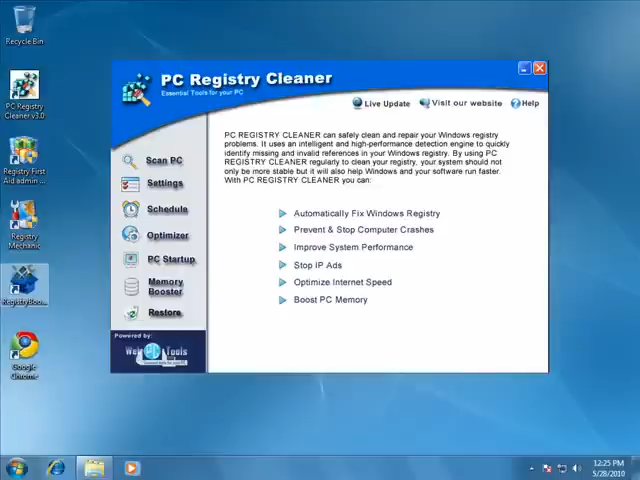 Recycle Bin
PC Registry
Cleaner v3.0
Registry First
Aid admin ...
Registry
Mechanic
RegistryBoo...
Google
Chrome
PC Registry Cleaner
Essential Tools for your PC
Live Update
Visit our website
Help
PC REGISTRY CLEANER can safely clean and repair your Windows registry
problems. It uses an intelligent and high-performance detection engine to quickly
identify missing and invalid references in your Windows registry. By using PC
REGISTRY CLEANER regularly to clean your registry, your system should not
only be more stable but it will also help Windows and your software run faster.
With PC REGISTRY CLEANER you can:
Automatically Fix Windows Registry
Prevent & Stop Computer Crashes
Improve System Performance
Stop IP Ads
Optimize Internet Speed
Boost PC Memory
Scan PC
Settings
Schedule
Optimizer
PC Startup
Memory
Booster
Restore
Powered by:
Web PC Tools
12:25 PM
5/28/2010